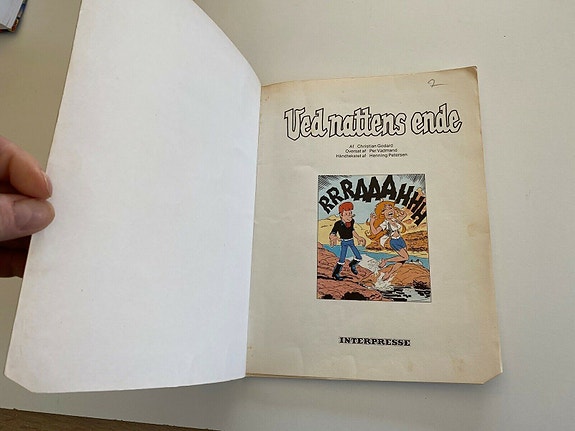 2
Ved nattens ende
Af Christian Godard
Oversat af Per Vadmand
Håndtekstet af Henning Petersen
RRRAAAHHH
INTERPRESSE